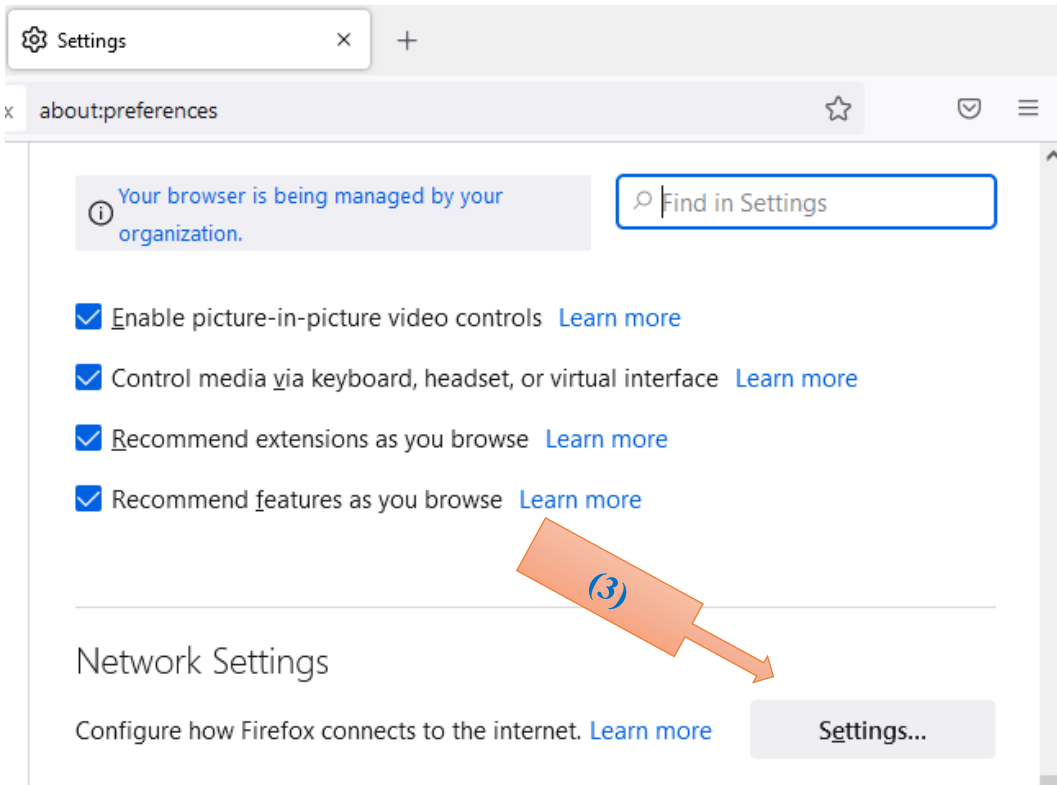 Settings
x about:preferences
Your browser is being managed by your
organization.
Find in Settings
Enable picture-in-picture video controls Learn more
Control media via keyboard, headset, or virtual interface Learn more
Recommend extensions as you browse Learn more
Recommend features as you browse Learn more
(3)
Network Settings
Configure how Firefox connects to the internet. Learn more Settings...